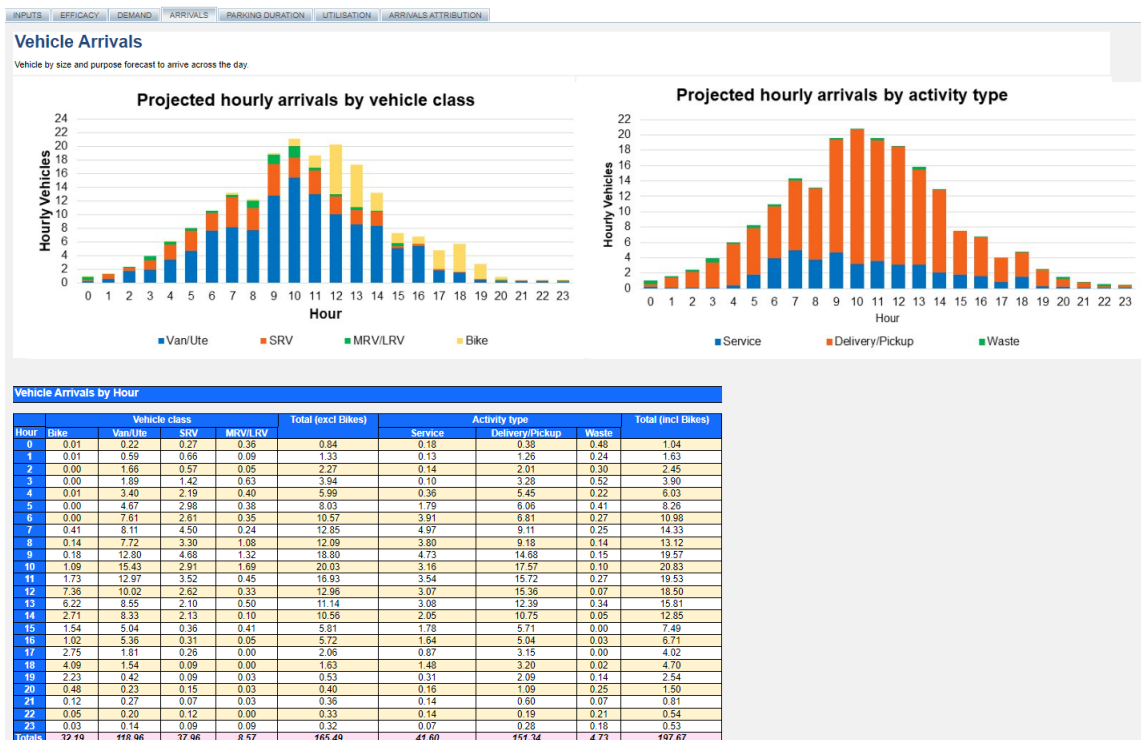 INPUTS EFFICACY DEMAND ARRIVALS PARKING DURATION UTILISATION ARRIVALS ATTRIBUTION
Vehicle Arrivals
Vehicle by size and purpose forecast to arrive across the day.
Projected hourly arrivals by vehicle class
24
22
20
18
16
14
12
10
8
6
4
2
0
Hourly Vehicles
0 1 2 3 4 5 6 7 8 9 10 11 12 13 14 15 16 17 18 19 20 21 22 23
Hour
Van/Ute SRV MRV/LRV Bike
Projected hourly arrivals by activity type
22
20
18
16
14
12
10
8
6
4
2
0
Hourly Vehicles
0 1 2 3 4 5 6 7 8 9 10 11 12 13 14 15 16 17 18 19 20 21 22 23
Hour
Service Delivery/Pickup Waste
Vehicle Arrivals by Hour
Vehicle class Total (excl Bikes) Activity type Total (incl Bikes)
Hour Bike Van/Ute SRV MRV/LRV Service Delivery/Pickup Waste
0 0.01 0.22 0.27 0.36 0.84 0.18 0.38 0.48 1.04
1 0.01 0.59 0.66 0.09 1.33 0.13 1.26 0.24 1.63
2 0.00 1.66 0.57 0.05 2.27 0.14 2.01 0.30 2.45
3 0.00 1.89 1.42 0.63 3.94 0.10 3.28 0.52 3.90
4 0.01 3.40 2.19 0.40 5.99 0.36 5.45 0.22 6.03
5 0.00 4.67 2.98 0.38 8.03 1.79 6.06 0.41 8.26
6 0.00 7.61 2.61 0.35 10.57 3.91 6.81 0.27 10.98
7 0.41 8.11 4.50 0.24 12.85 4.97 9.11 0.25 14.33
8 0.14 7.72 3.30 1.08 12.09 3.80 9.18 0.14 13.12
9 0.18 12.80 4.68 1.32 18.80 4.73 14.68 0.15 19.57
10 1.09 15.43 2.91 1.69 20.03 3.16 17.57 0.10 20.83
11 1.73 12.97 3.52 0.45 16.93 3.54 15.72 0.27 19.53
12 7.36 10.02 2.62 0.33 12.96 3.07 15.36 0.07 18.50
13 6.22 8.55 2.10 0.50 11.14 3.08 12.39 0.34 15.81
14 2.71 8.33 2.13 0.10 10.56 2.05 10.75 0.05 12.85
15 1.54 5.04 0.36 0.41 5.81 1.78 5.71 0.00 7.49
16 1.02 5.36 0.31 0.05 5.72 1.64 5.04 0.03 6.71
17 2.75 1.81 0.26 0.00 2.06 0.87 3.15 0.00 4.02
18 4.09 1.54 0.09 0.00 1.63 1.48 3.20 0.02 4.70
19 2.23 0.42 0.09 0.03 0.53 0.31 2.09 0.14 2.54
20 0.48 0.23 0.15 0.03 0.40 0.16 1.09 0.25 1.50
21 0.12 0.27 0.07 0.03 0.36 0.14 0.60 0.07 0.81
22 0.05 0.20 0.12 0.00 0.33 0.14 0.19 0.21 0.54
23 0.03 0.14 0.09 0.09 0.32 0.07 0.28 0.18 0.53
Totals 32.19 118.96 37.96 8.57 165.49 41.60 151.34 4.73 197.67